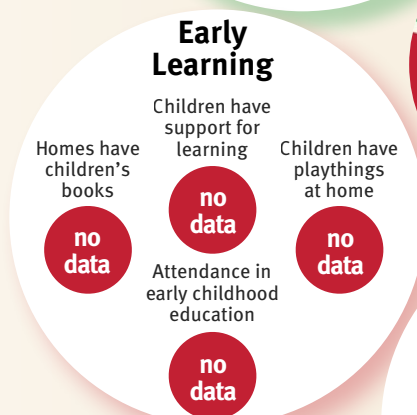 Early
Learning
Children have
support for
learning
no
data
Homes have
children's
books
no
data
Children have
playthings
at home
no
data
Attendance in
early childhood
education
no
data